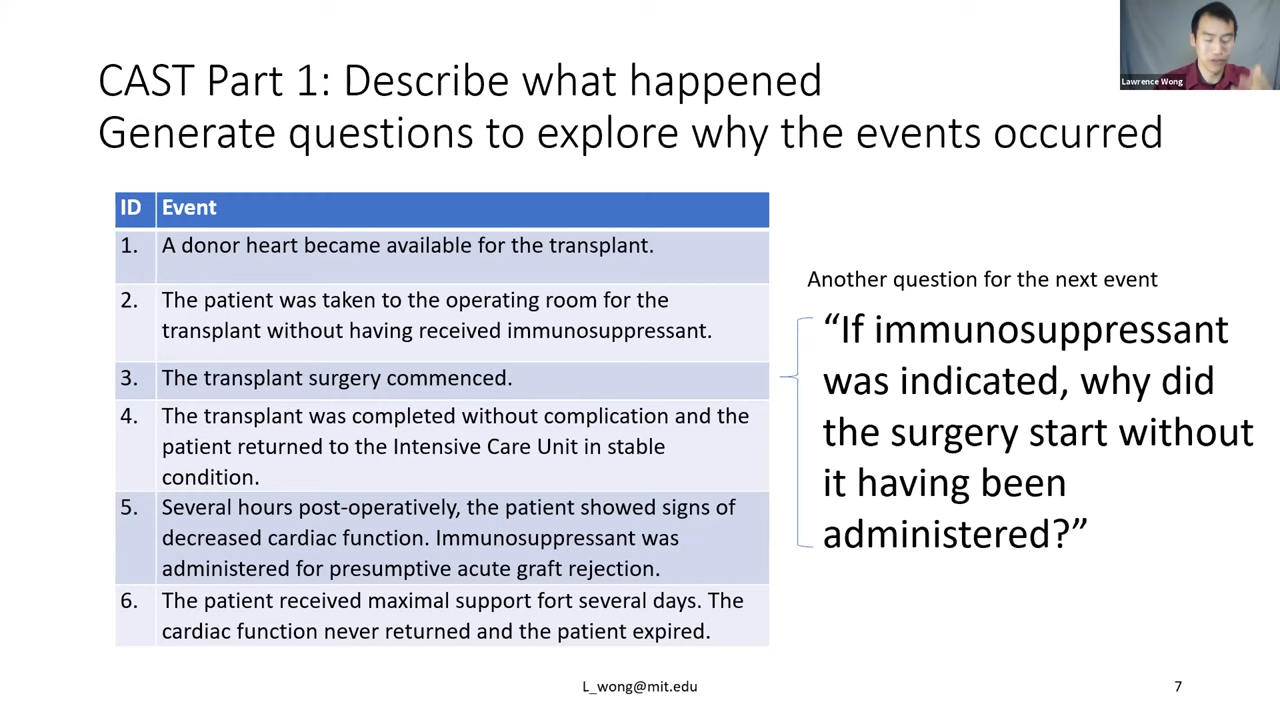 Lawrence Wong
CAST Part 1: Describe what happened
Generate questions to explore why the events occurred
ID Event
1. A donor heart became available for the transplant.
2. The patient was taken to the operating room for the
transplant without having received immunosuppressant.
3. The transplant surgery commenced.
4. The transplant was completed without complication and the
patient returned to the Intensive Care Unit in stable
condition.
5. Several hours post-operatively, the patient showed signs of
decreased cardiac function. Immunosuppressant was
administered for presumptive acute graft rejection.
6. The patient received maximal support fort several days. The
cardiac function never returned and the patient expired.
Another question for the next event
“If immunosuppressant
was indicated, why did
the surgery start without
it having been
administered?”
L_wong@mit.edu
7